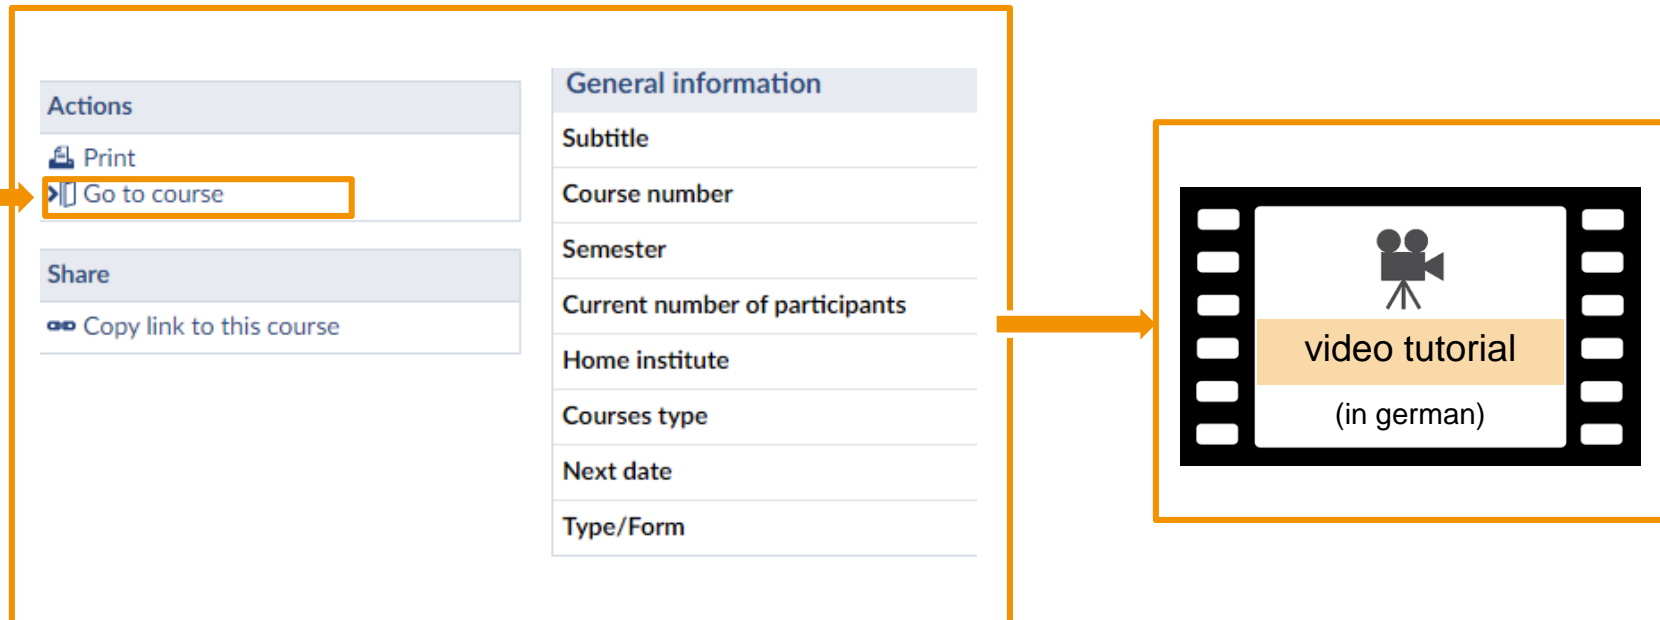 Actions
Print
Go to course
Share
Copy link to this course
General information
Subtitle
Course number
Semester
Current number of participants
Home institute
Courses type
Next date
Type/Form
video tutorial
(in german)